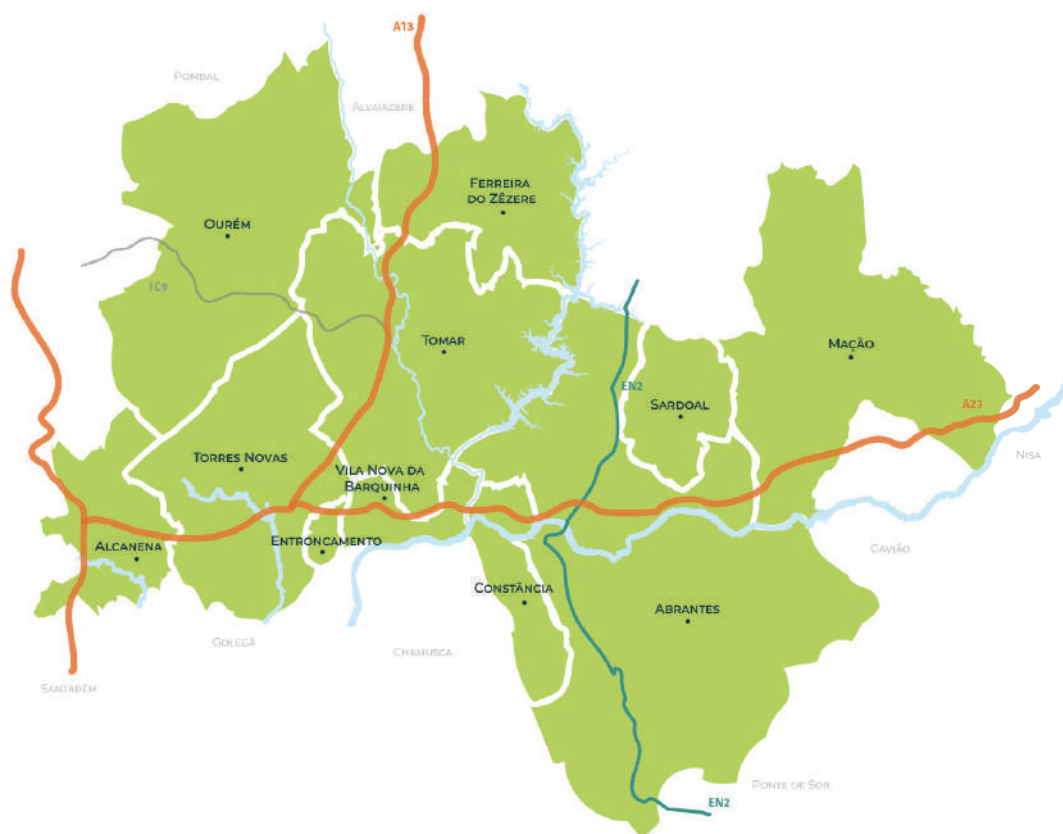 A13
POMBAL
ALVAIÁZERE
FERREIRA
DO ZÊZERE
OURÉM
IC9
TOMAR
EN2
MAÇÃO
SARDOAL
A23
TORRES NOVAS
VILA NOVA DA
BARQUINHA
NISA
ENTRONCAMENTO
ALCANENA
GAVIÃO
CONSTÂNCIA
ABRANTES
GOLEGÃ
CHAMUSCA
SANTARÉM
PONTE DE SOR
EN2